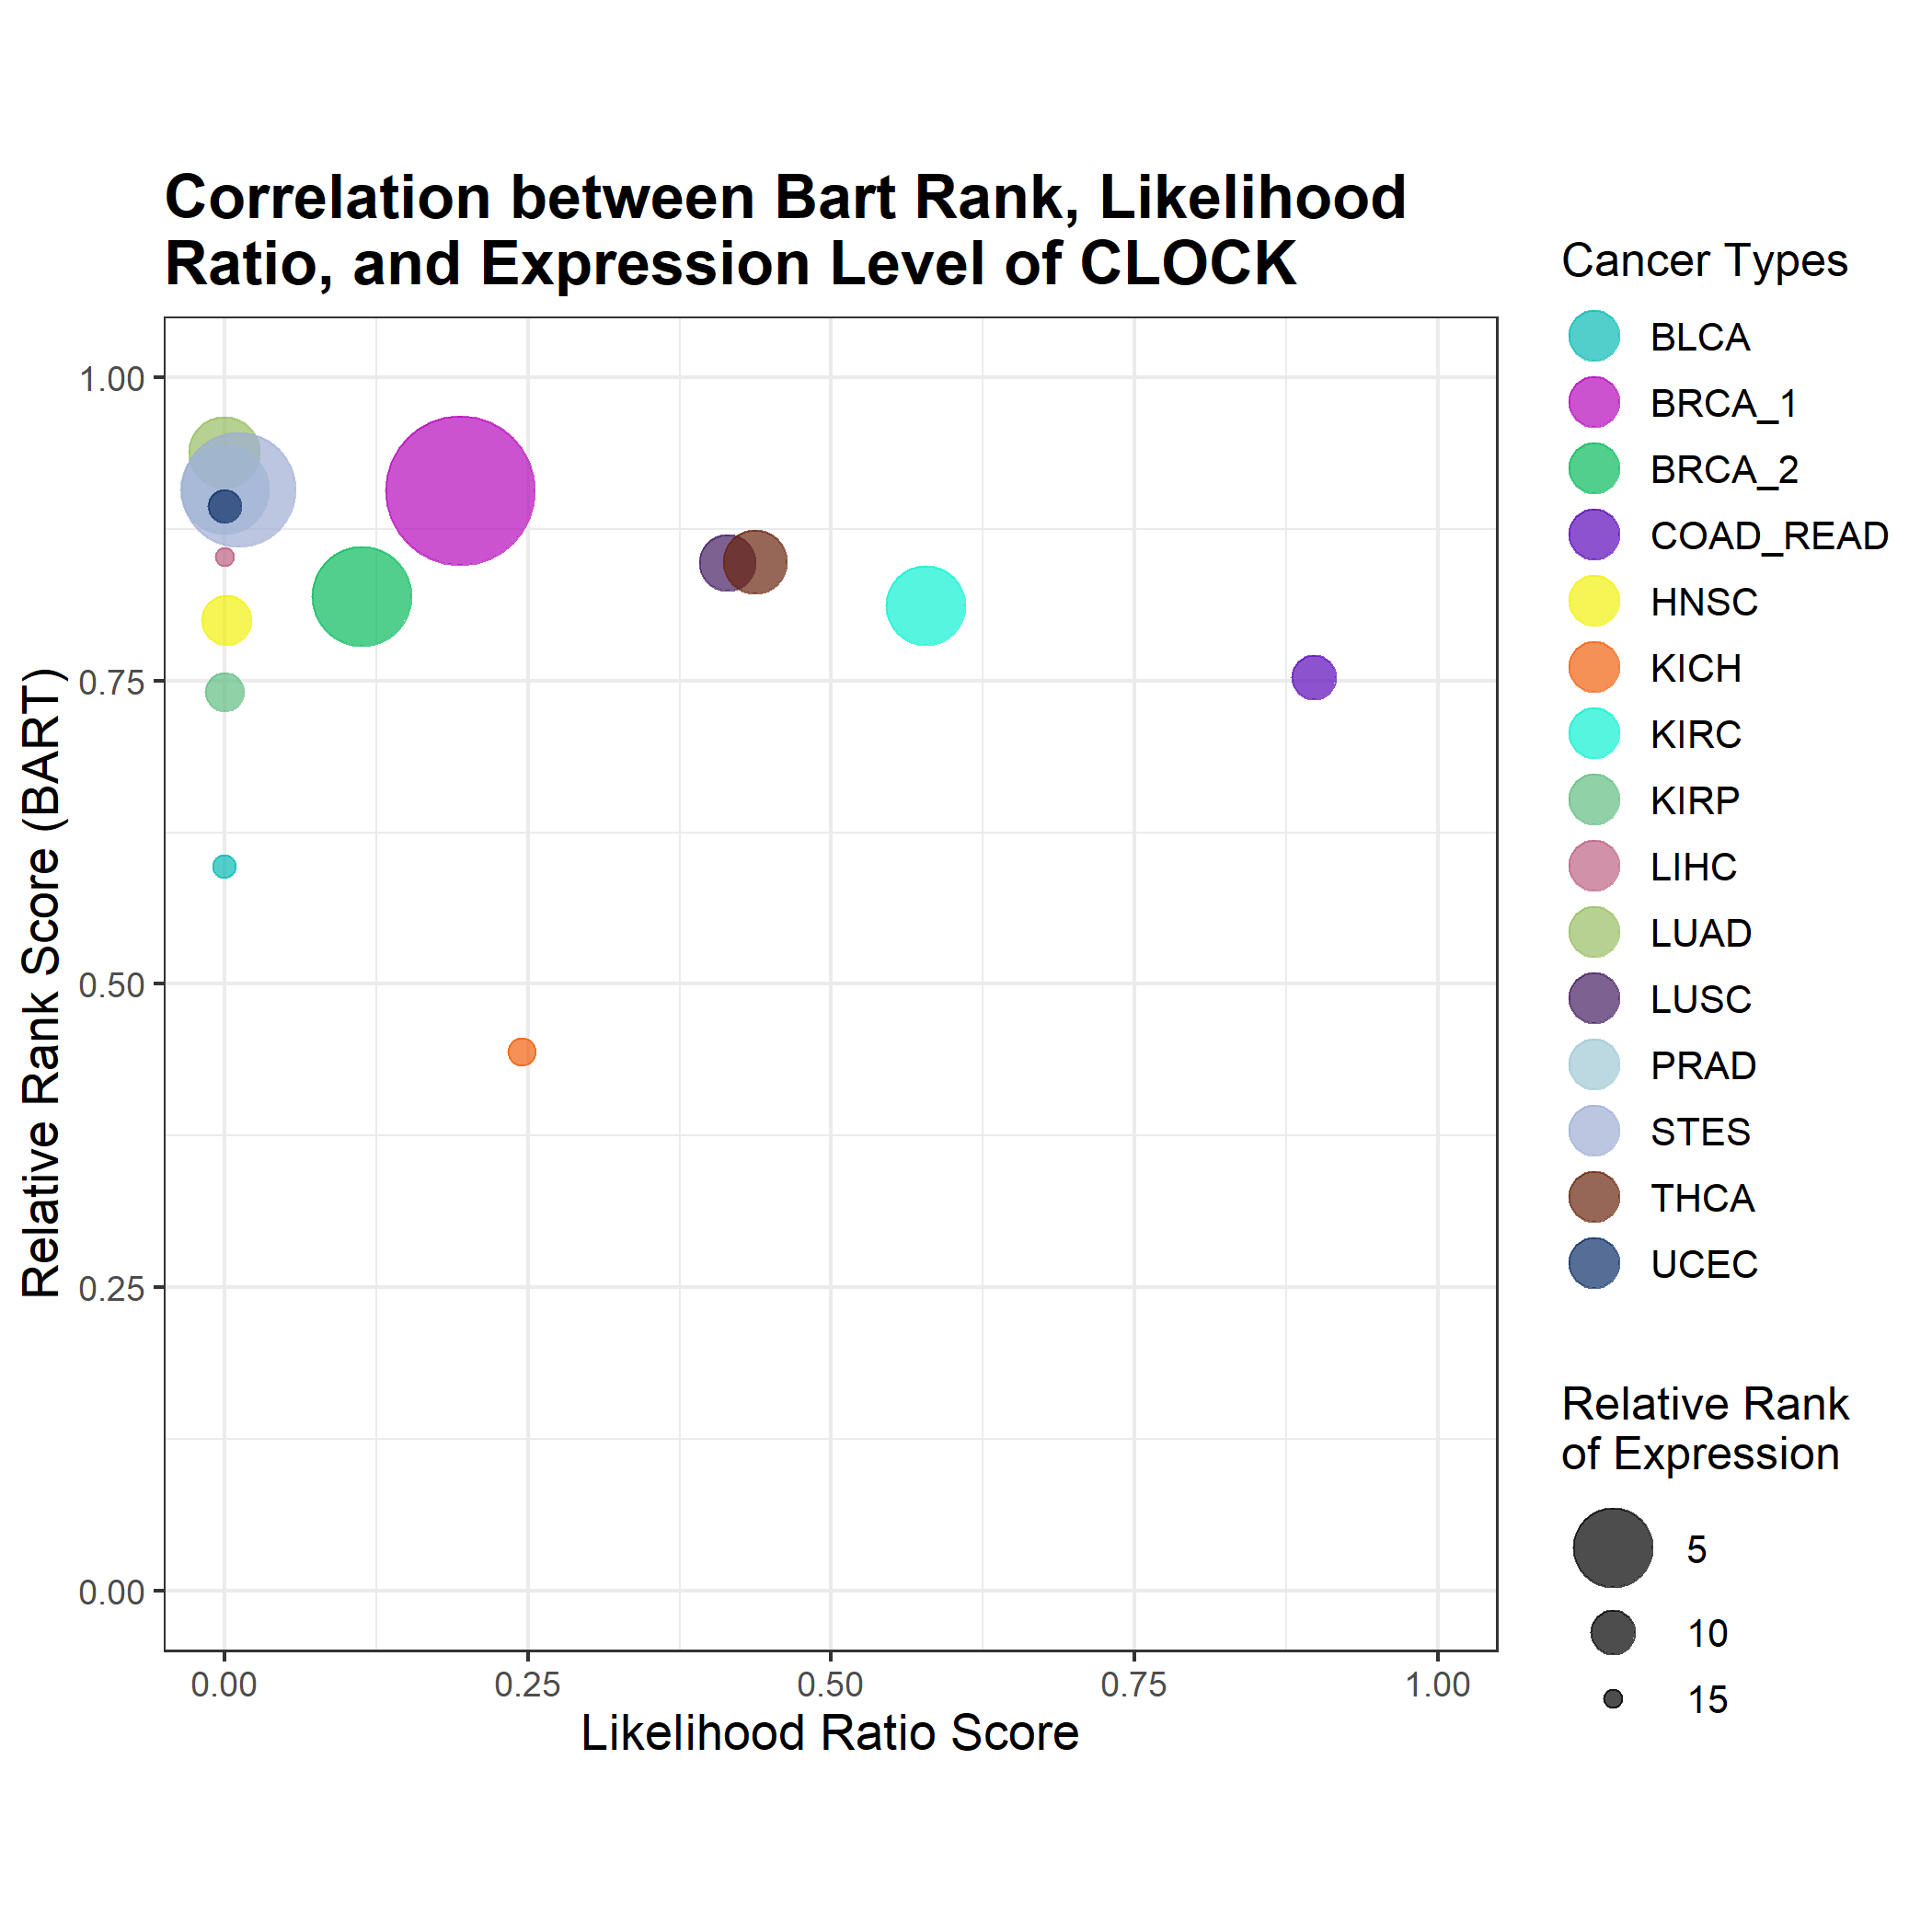 Correlation between Bart Rank, Likelihood
Ratio, and Expression Level of CLOCK
Relative Rank Score (BART)
1.00
0.75
0.50
0.25
0.00
0.00
0.25
0.50
0.75
1.00
Likelihood Ratio Score
Cancer Types
BLCA
BRCA_1
BRCA_2
COAD_READ
HNSC
KICH
KIRC
KIRP
LIHC
LUAD
LUSC
PRAD
STES
THCA
UCEC
Relative Rank
of Expression
5
10
15